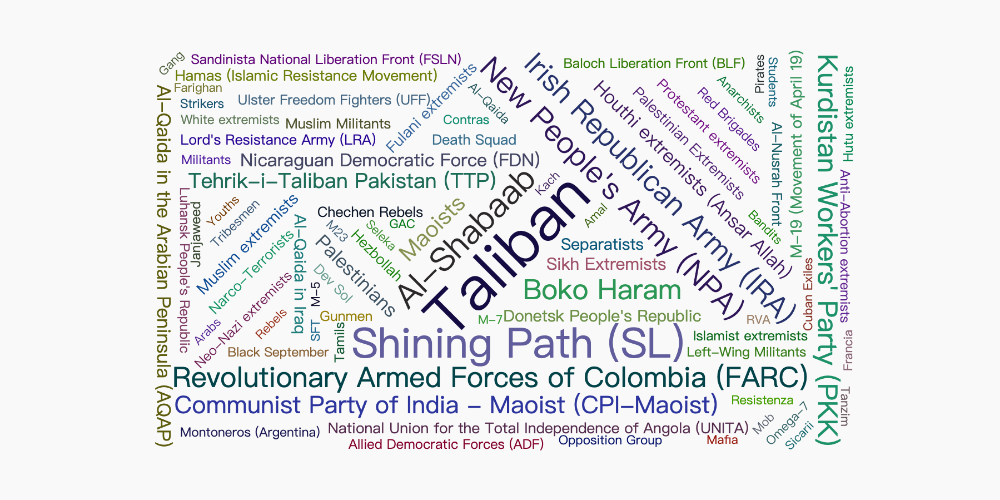 Gang
Sandinista National Liberation Front (FSLN)
Hamas (Islamic Resistance Movement)
Farighan
Strikers
Ulster Freedom Fighters (UFF)
White extremists
Muslim Militants
Lord's Resistance Army (LRA)
Militants
Nicaraguan Democratic Force (FDN)
Tehrik-i-Taliban Pakistan (TTP)
Fulani extremists
Al-Qaida
Contras
Death Squad
New People's Army (NPA)
Irish Republican Army (IRA)
Baloch Liberation Front (BLF)
Houthi extremists (Ansar Allah)
Palestinian Extremists
Protestant extremists
Red Brigades
Anarchists
Pirates
Students
Al-Nusrah Front
M-19 (Movement of April 19)
Kurdistan Workers' Party (PKK)
Hutu extremists
Anti-Abortion extremists
Al-Qaida in the Arabian Peninsula (AQAP)
Luhansk People's Republic
Janjaweed
Youths
Tribesmen
Muslim extremists
Narco-Terrorists
Neo-Nazi extremists
Arabs
Rebels
Al-Qaida in Iraq
SFT
M-5
Chechen Rebels
GAC
M23
Seleka
Hezbollah
Palestinians
Dev Sol
Maoists
Al-Shabaab
Taliban
Kach
Amal
Separatists
Sikh Extremists
Boko Haram
Bandits
Cuban Exiles
RVA
M-7
Donetsk People's Republic
Gunmen
Tamils
Black September
Shining Path (SL)
Islamist extremists
Left-Wing Militants
Francia
Revolutionary Armed Forces of Colombia (FARC)
Communist Party of India - Maoist (CPI-Maoist)
Resistenza
Tanzim
Mob
Omega-7
Sicarii
Montoneros (Argentina)
National Union for the Total Independence of Angola (UNITA)
Allied Democratic Forces (ADF)
Opposition Group
Mafia